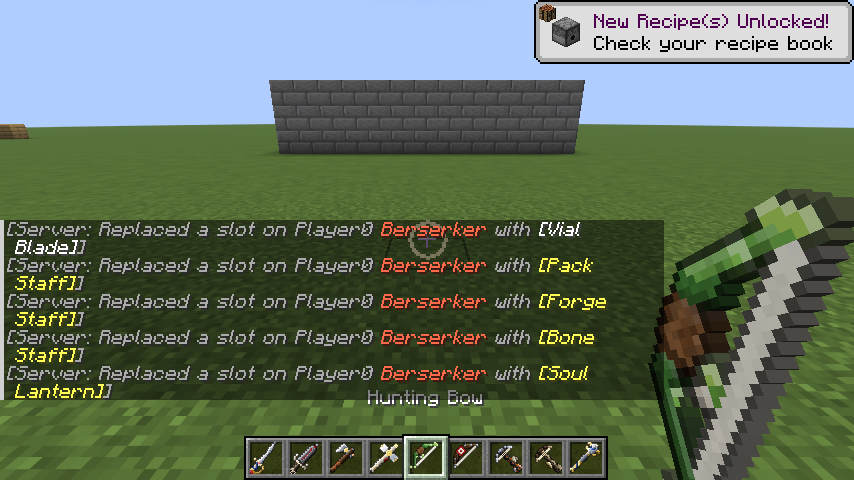 New Recipe(s) Unlocked!
Check your recipe book
[Server: Replaced a slot on Player0 Berserker with [Vial
Blade]]
[Server: Replaced a slot on Player0 Berserker with [Pack
Staff]]
[Server: Replaced a slot on Player0 Berserker with [Forge
Staff]]
[Server: Replaced a slot on Player0 Berserker with [Bone
Staff]]
[Server: Replaced a slot on Player0 Berserker with [Soul
Lantern]]
Hunting Bow